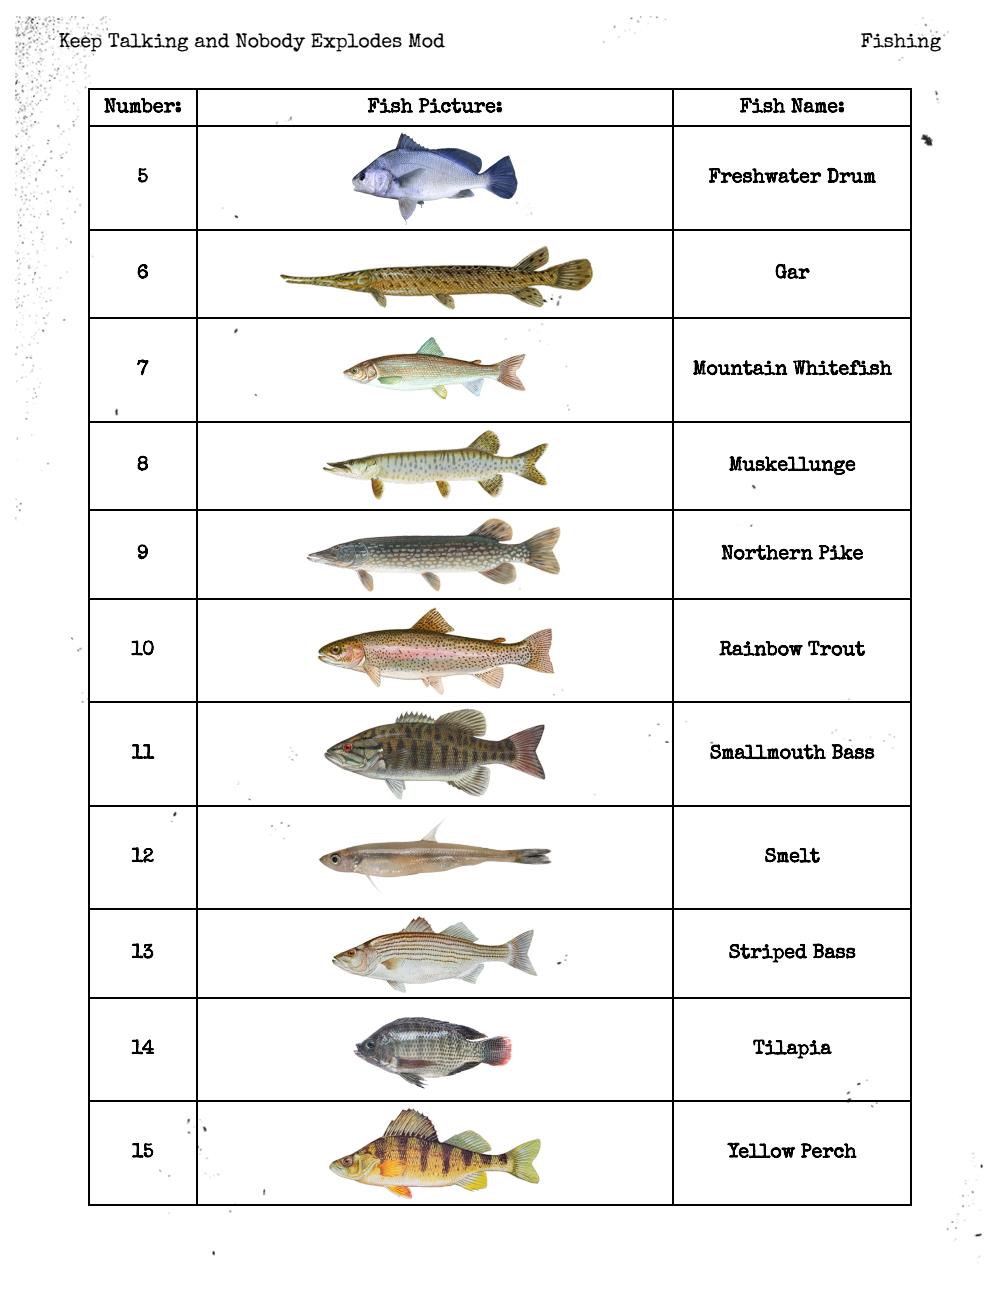 Keep Talking and Nobody Explodes Mod Fishing
Number: Fish Picture: Fish Name:
5 Freshwater Drum
6 Gar
7 Mountain Whitefish
8 Muskellunge
9 Northern Pike
10 Rainbow Trout
11 Smallmouth Bass
12 Smelt
13 Striped Bass
14 Tilapia
15 Yellow Perch